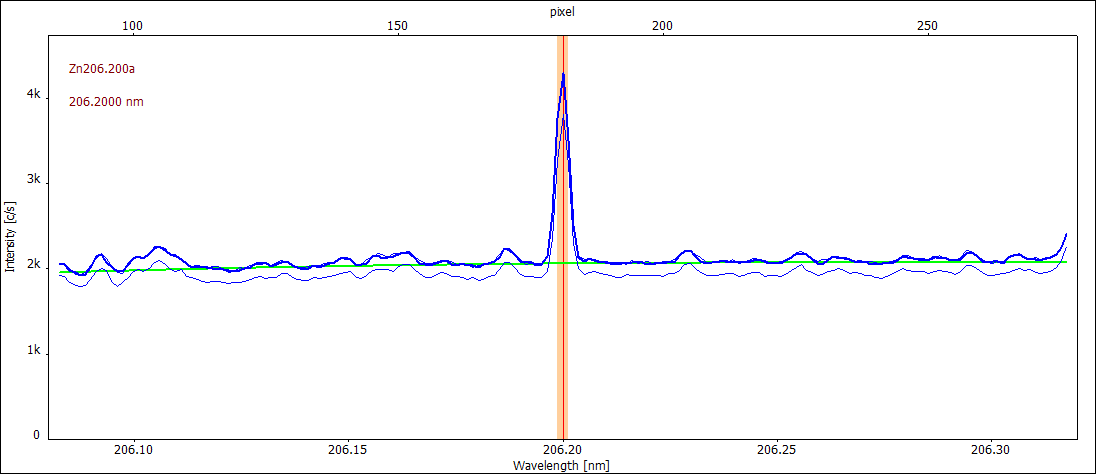 pixel
100 150 200 250
Zn206.200a
206.2000 nm
4k
3k
2k
1k
0
Intensity [c/s]
206.10 206.15 206.20 206.25 206.30
Wavelength [nm]